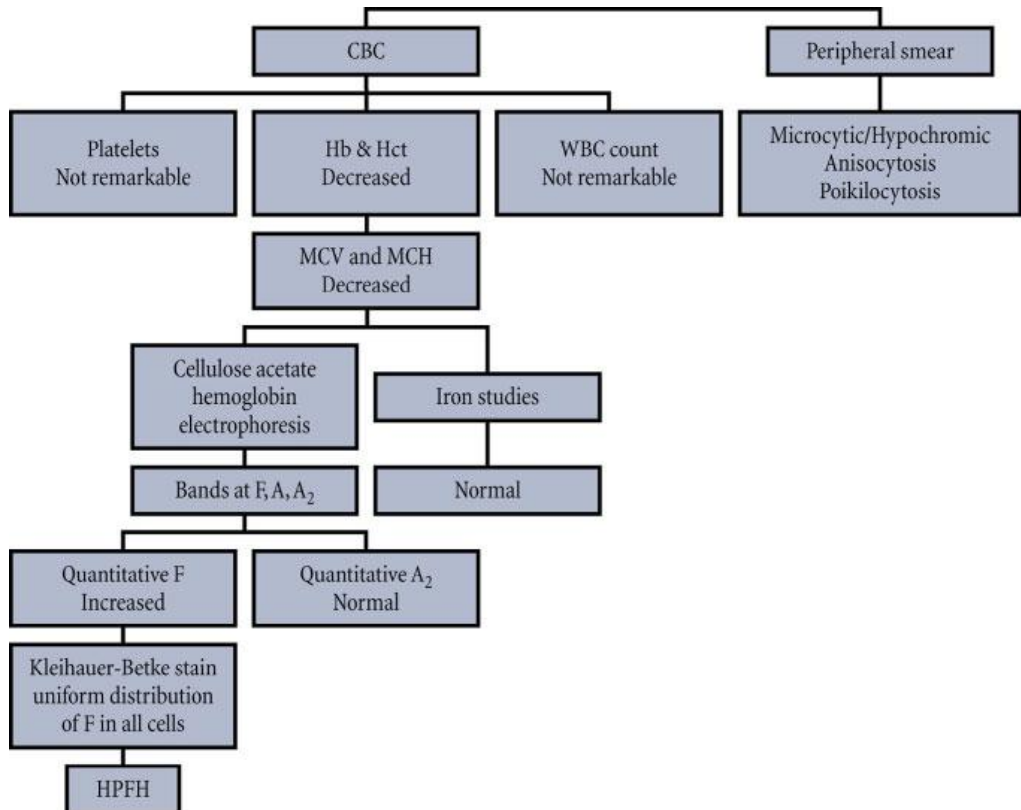 CBC
Peripheral smear
Platelets
Not remarkable
Hb & Hct
Decreased
WBC count
Not remarkable
Microcytic/Hypochromic
Anisocytosis
Poikilocytosis
MCV and MCH
Decreased
Cellulose acetate
hemoglobin
electrophoresis
Iron studies
Bands at F, A, A₂
Normal
Quantitative F
Increased
Quantitative A₂
Normal
Kleihauer-Betke stain
uniform distribution
of F in all cells
HPFH